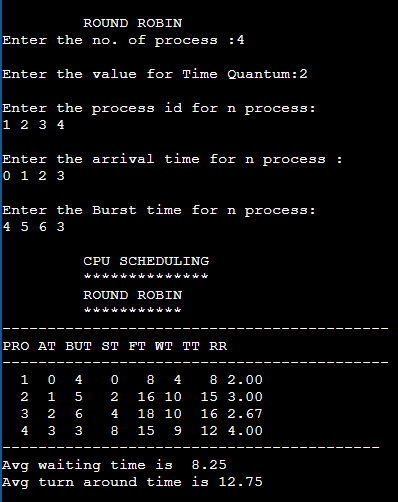 ROUND ROBIN
Enter the no. of process :4
Enter the value for Time Quantum:2
Enter the process id for n process:
1 2 3 4
Enter the arrival time for n process :
0 1 2 3
Enter the Burst time for n process:
4 5 6 3
CPU SCHEDULING
**************
ROUND ROBIN
***********
-------------------------------------------
PRO AT BUT ST FT WT TT RR
-------------------------------------------
1 0 4 0 8 4 8 2.00
2 1 5 2 16 10 15 3.00
3 2 6 4 18 10 16 2.67
4 3 3 8 15 9 12 4.00
------------------------------------------
Avg waiting time is 8.25
Avg turn around time is 12.75